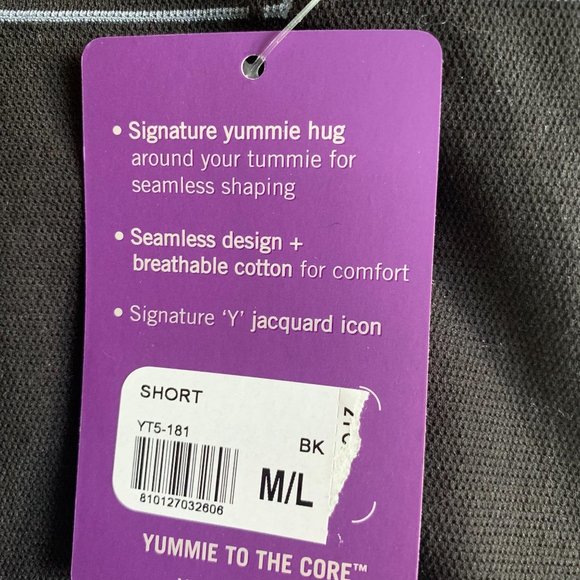 • Signature yummie hug
around your tummie for
seamless shaping
• Seamless design +
breathable cotton for comfort
• Signature ‘Y’ jacquard icon
SHORT
YT5-181
BK
M/L
810127032606
YUMMIE TO THE CORE™